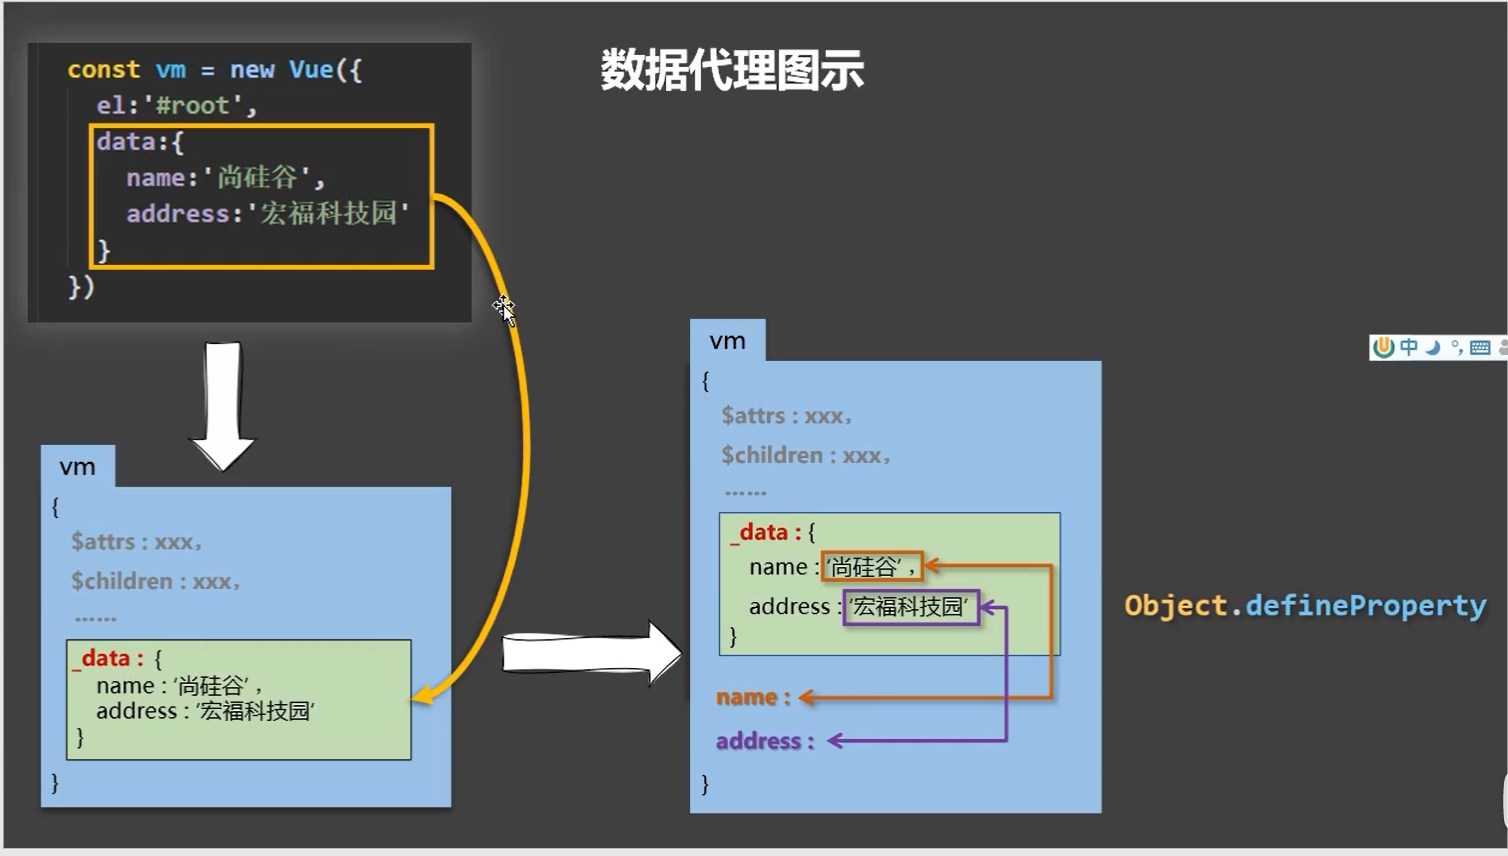 数据代理图示
const vm = new Vue({
el:'#root',
data:{
name:'尚硅谷',
address:'宏福科技园'
}
})
vm
{
$attrs : xxx，
$children : xxx，
……
_data : {
name : ‘尚硅谷’ ，
address : ‘宏福科技园‘
}
}
vm
{
$attrs : xxx，
$children : xxx，
……
_data : {
name : ‘尚硅谷’ ，
address : ‘宏福科技园’
}
name :
address :
}
Object.defineProperty
中